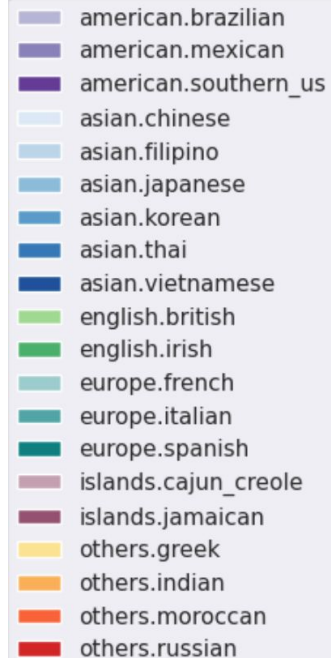 american.brazilian
american.mexican
american.southern_us
asian.chinese
asian.filipino
asian.japanese
asian.korean
asian.thai
asian.vietnamese
english.british
english.irish
europe.french
europe.italian
europe.spanish
islands.cajun_creole
islands.jamaican
others.greek
others.indian
others.moroccan
others.russian